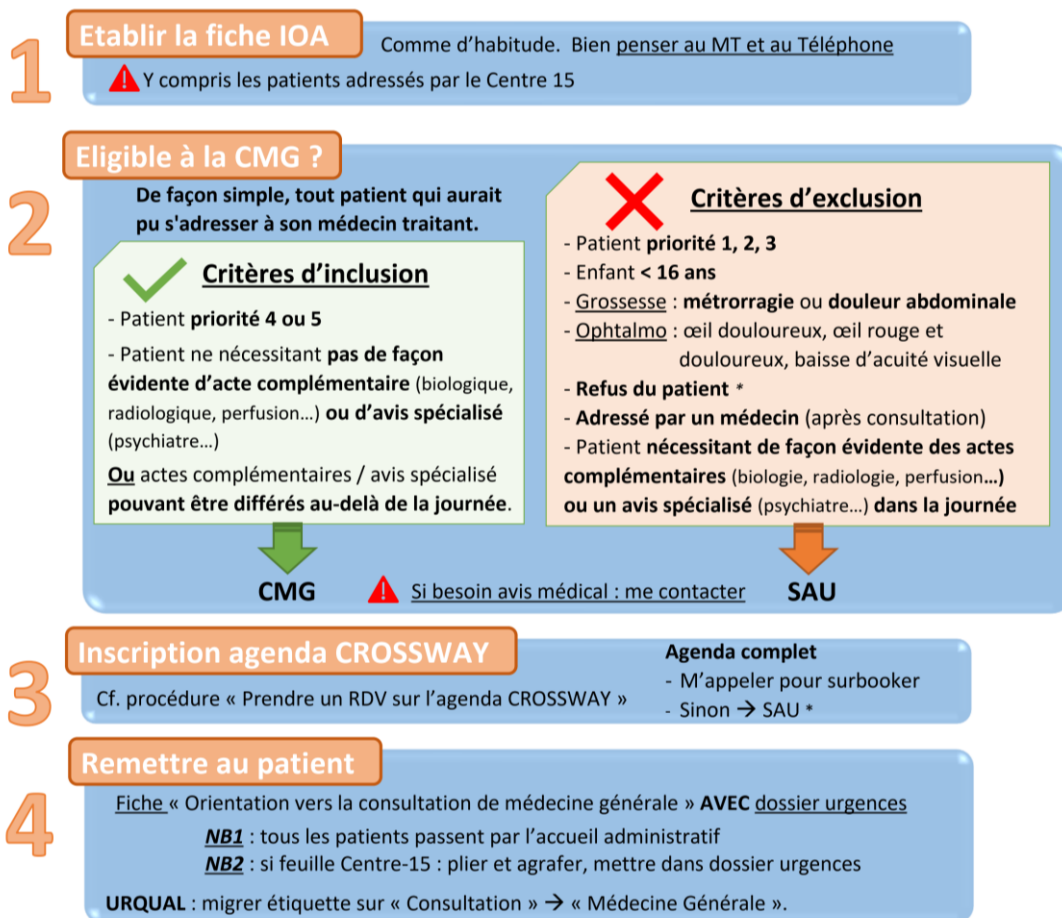 1
Etablir la fiche IOA
Comme d'habitude. Bien penser au MT et au Téléphone
Y compris les patients adressés par le Centre 15
2
Eligible à la CMG ?
De façon simple, tout patient qui aurait
pu s'adresser à son médecin traitant.
Critères d'inclusion
- Patient priorité 4 ou 5
- Patient ne nécessitant pas de façon
évidente d'acte complémentaire (biologique,
radiologique, perfusion…) ou d'avis spécialisé
(psychiatre…)
Ou actes complémentaires / avis spécialisé
pouvant être différés au-delà de la journée.
CMG
Critères d'exclusion
- Patient priorité 1, 2, 3
- Enfant < 16 ans
- Grossesse : métrorragie ou douleur abdominale
- Ophtalmo : œil douloureux, œil rouge et
douloureux, baisse d'acuité visuelle
- Refus du patient *
- Adressé par un médecin (après consultation)
- Patient nécessitant de façon évidente des actes
complémentaires (biologie, radiologie, perfusion…)
ou un avis spécialisé (psychiatre…) dans la journée
SAU
! Si besoin avis médical : me contacter
3
Inscription agenda CROSSWAY
Cf. procédure « Prendre un RDV sur l'agenda CROSSWAY »
Agenda complet
- M'appeler pour surbooker
- Sinon → SAU *
4
Remettre au patient
Fiche « Orientation vers la consultation de médecine générale » AVEC dossier urgences
NB1 : tous les patients passent par l'accueil administratif
NB2 : si feuille Centre-15 : plier et agrafer, mettre dans dossier urgences
URQUAL : migrer étiquette sur « Consultation » → « Médecine Générale ».